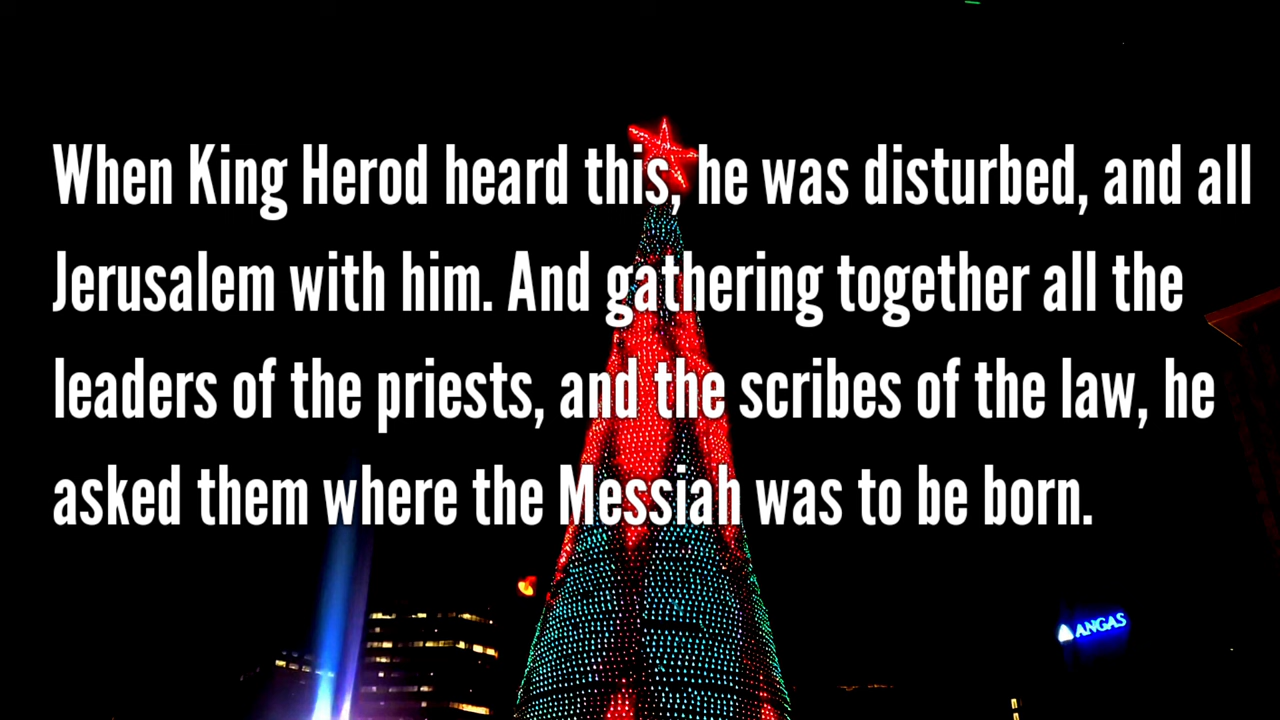 When King Herod heard this, he was disturbed, and all
Jerusalem with him. And gathering together all the
leaders of the priests, and the scribes of the law, he
asked them where the Messiah was to be born.
ANGAS